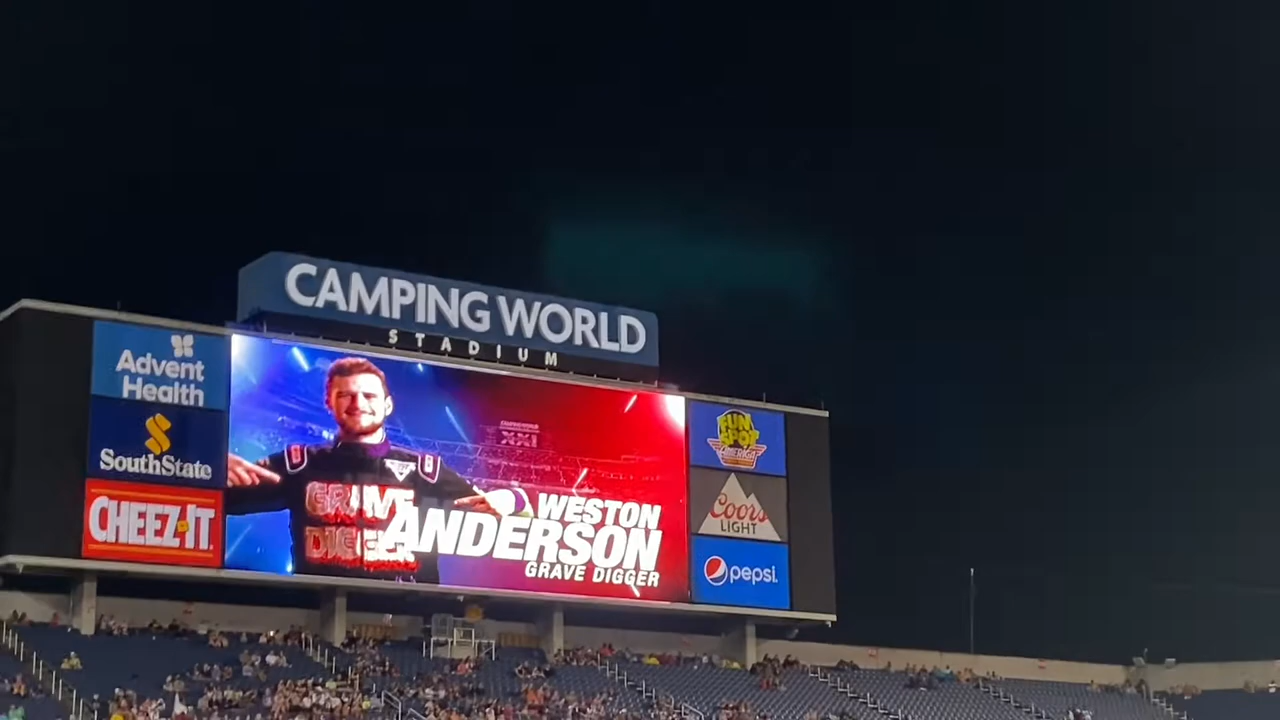 CAMPING WORLD
STADIUM
Advent
Health
SouthState
CHEEZ-IT
GRAVE
DIGGER
XXI
WESTON
ANDERSON
GRAVE DIGGER
FUN
SPOT
AMERICA
Coors
LIGHT
pepsi